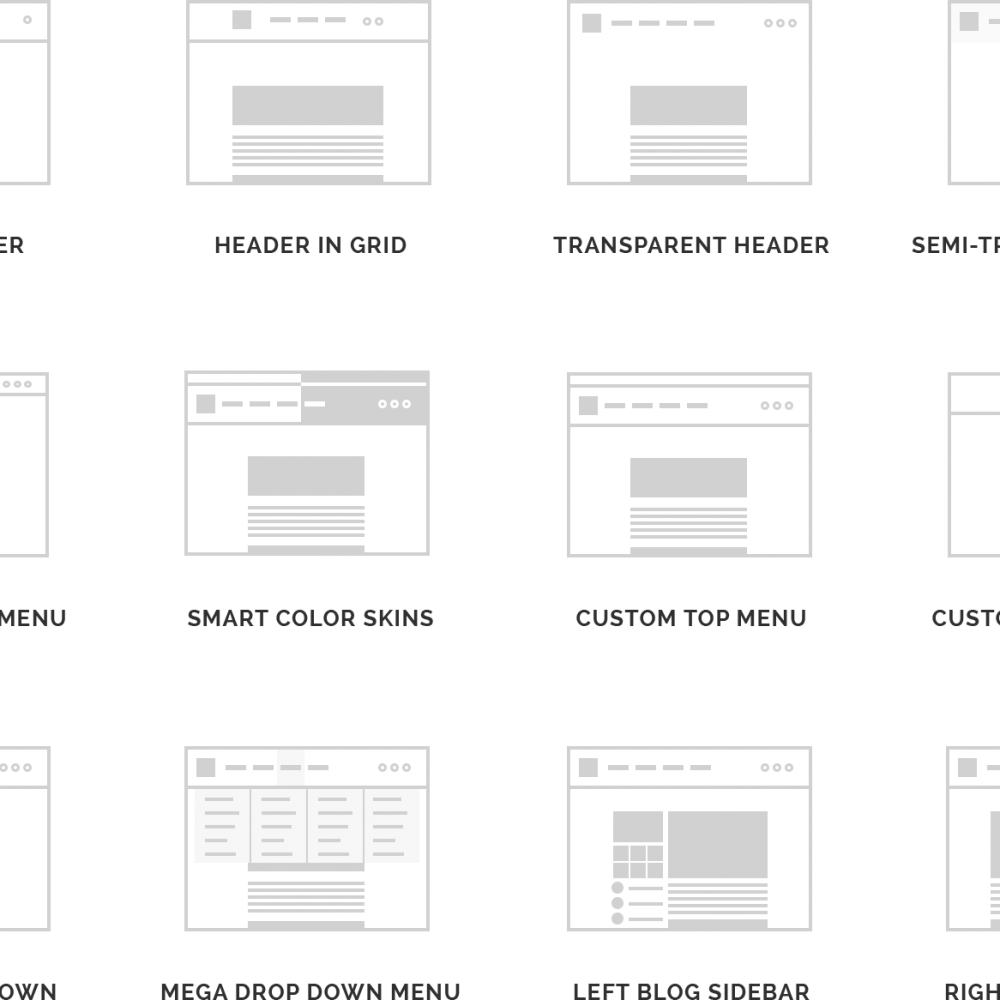 ER HEADER IN GRID TRANSPARENT HEADER SEMI-TR
MENU SMART COLOR SKINS CUSTOM TOP MENU CUSTO
OWN MEGA DROP DOWN MENU LEFT BLOG SIDEBAR RIGH